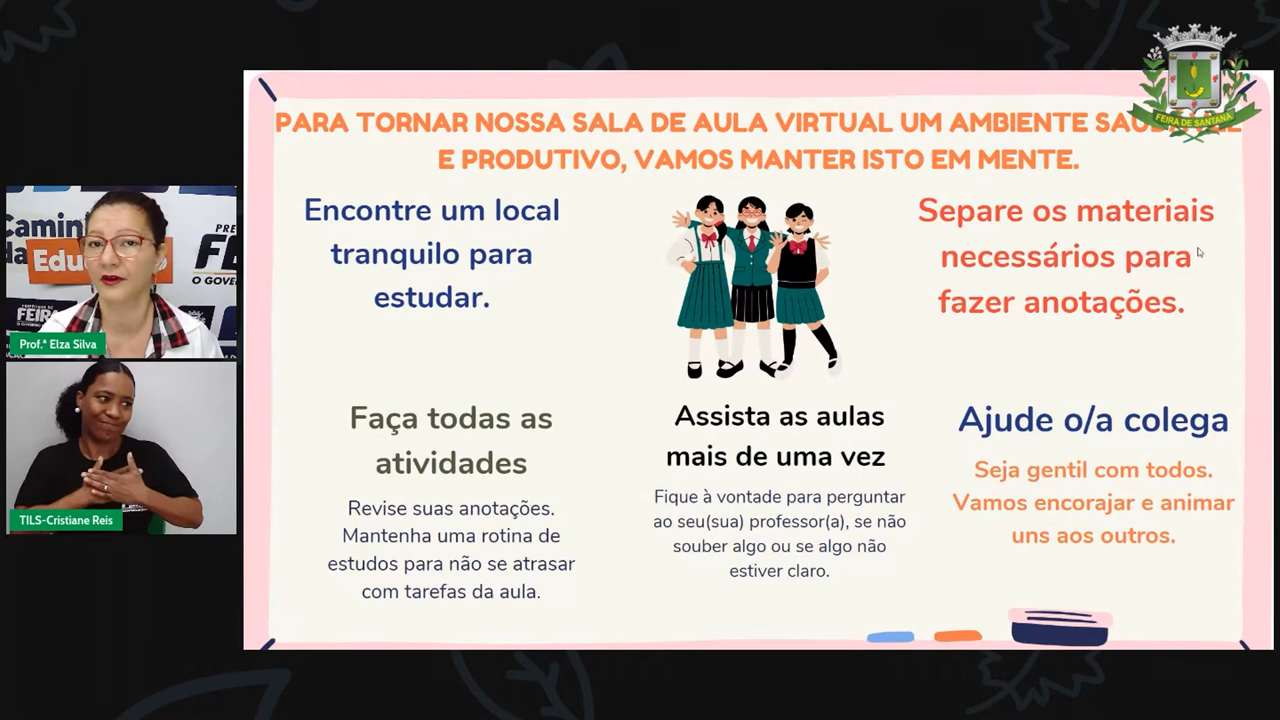 FEIRA DE SANTANA
PARA TORNAR NOSSA SALA DE AULA VIRTUAL UM AMBIENTE
E PRODUTIVO, VAMOS MANTER ISTO EM MENTE.
Encontre um local
tranquilo para
estudar.
Separe os materiais
necessários para
fazer anotações.
Faça todas as
atividades
Revise suas anotações.
Mantenha uma rotina de
estudos para não se atrasar
com tarefas da aula.
Assista as aulas
mais de uma vez
Fique à vontade para perguntar
ao seu(sua) professor(a), se não
souber algo ou se algo não
estiver claro.
Ajude o/a colega
Seja gentil com todos.
Vamos encorajar e animar
uns aos outros.
Prof.ª Elza Silva
TILS-Cristiane Reis